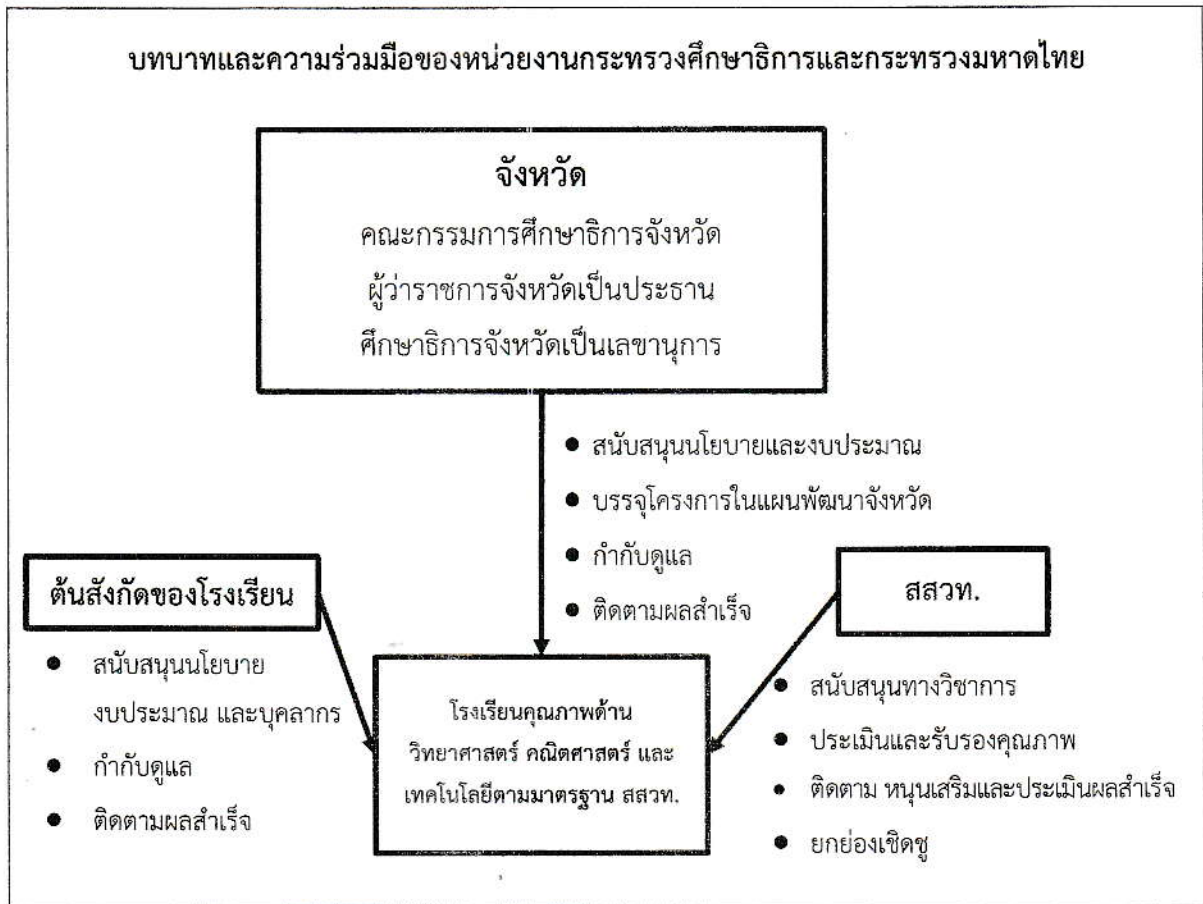 บทบาทและความร่วมมือของหน่วยงานกระทรวงศึกษาธิการและกระทรวงมหาดไทย
จังหวัด
คณะกรรมการศึกษาธิการจังหวัด
ผู้ว่าราชการจังหวัดเป็นประธาน
ศึกษาธิการจังหวัดเป็นเลขานุการ
● สนับสนุนนโยบายและงบประมาณ
● บรรจุโครงการในแผนพัฒนาจังหวัด
● กำกับดูแล
● ติดตามผลสำเร็จ
ต้นสังกัดของโรงเรียน
● สนับสนุนนโยบาย
งบประมาณ และบุคลากร
● กำกับดูแล
● ติดตามผลสำเร็จ
โรงเรียนคุณภาพด้าน
วิทยาศาสตร์ คณิตศาสตร์ และ
เทคโนโลยีตามมาตรฐาน สสวท.
สสวท.
● สนับสนุนทางวิชาการ
● ประเมินและรับรองคุณภาพ
● ติดตาม หนุนเสริมและประเมินผลสำเร็จ
● ยกย่องเชิดชู